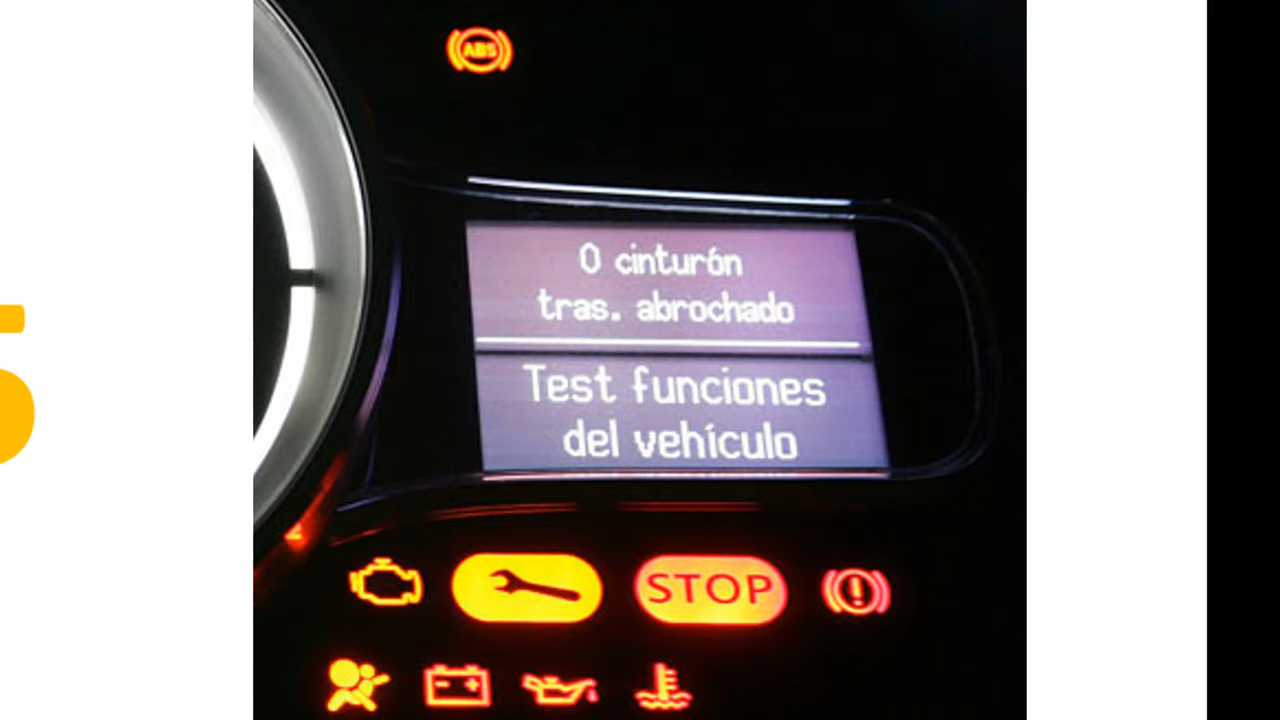 ABS
0 cinturón
tras. abrochado
Test funciones
del vehículo
STOP